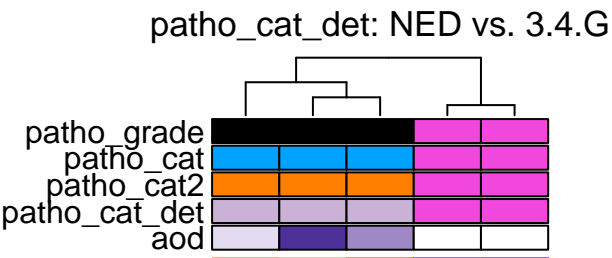 patho_cat_det: NED vs. 3.4.G
patho_grade
patho_cat
patho_cat2
patho_cat_det
aod